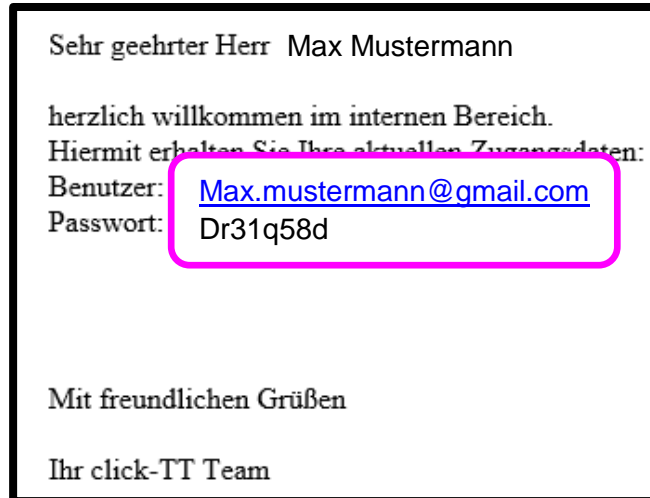 Sehr geehrter Herr Max Mustermann
herzlich willkommen im internen Bereich.
Hiermit erhalten Sie Ihre aktuellen Zugangsdaten:
Benutzer: Max.mustermann@gmail.com
Passwort: Dr31q58d
Mit freundlichen Grüßen
Ihr click-TT Team